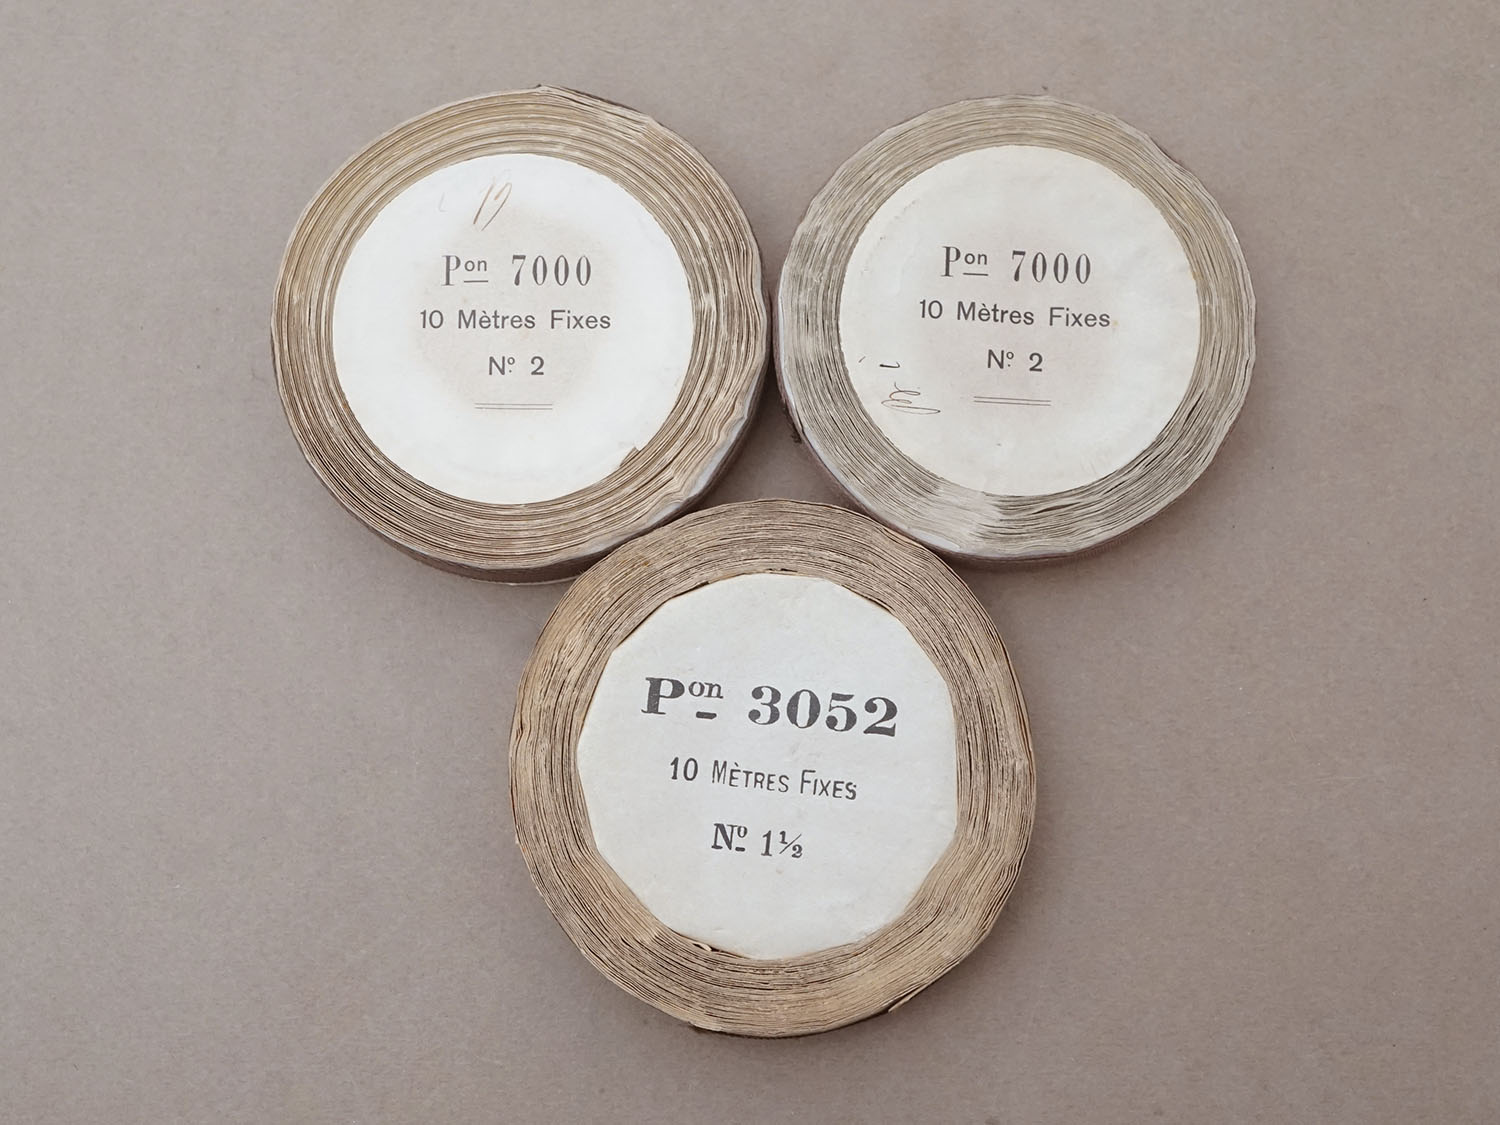 Pon 7000
10 Mètres Fixes
Nº 2
Pon 7000
10 Mètres Fixes
Nº 2
Pon 3052
10 MÈTRES FIXES
Nº 1½